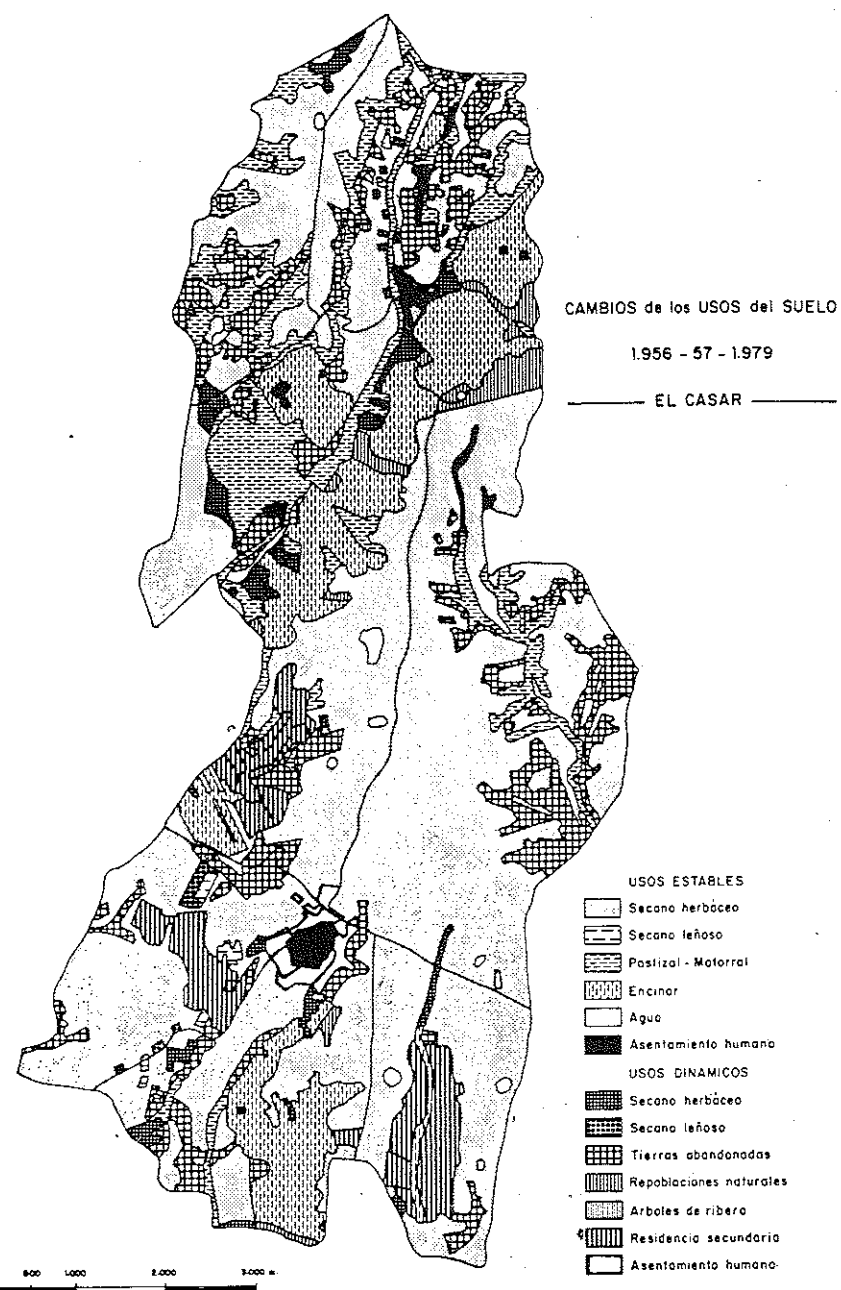 CAMBIOS de los USOS del SUELO
1.956 - 57 - 1.979
EL CASAR
USOS ESTABLES
Secano herbáceo
Secano leñoso
Pastizal - Matorral
Encinar
Agua
Asentamiento humano
USOS DINAMICOS
Secano herbáceo
Secano leñoso
Tierras abandonadas
Repoblaciones naturales
Arboles de ribera
Residencia secundaria
Asentamiento humano
500 1.000 2.000 3.000 m.